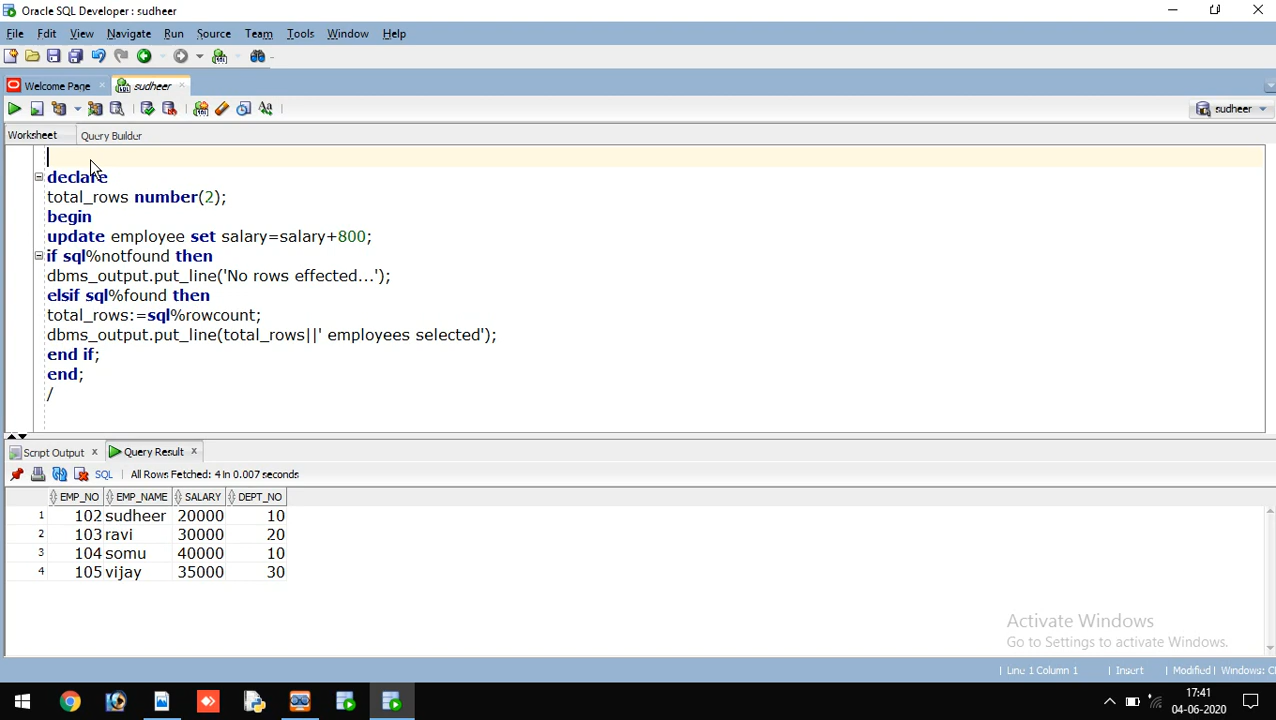 Oracle SQL Developer : sudheer
File Edit View Navigate Run Source Team Tools Window Help
Welcome Page sudheer
sudheer
Worksheet Query Builder
declare
total_rows number(2);
begin
update employee set salary=salary+800;
if sql%notfound then
dbms_output.put_line('No rows effected...');
elsif sql%found then
total_rows:=sql%rowcount;
dbms_output.put_line(total_rows||' employees selected');
end if;
end;
/
Script Output Query Result
SQL All Rows Fetched: 4 in 0.007 seconds
EMP_NO EMP_NAME SALARY DEPT_NO
1 102 sudheer 20000 10
2 103 ravi 30000 20
3 104 somu 40000 10
4 105 vijay 35000 30
Activate Windows
Go to Settings to activate Windows.
Line 1 Column 1 | Insert | Modified | Windows: C
17:41
04-06-2020